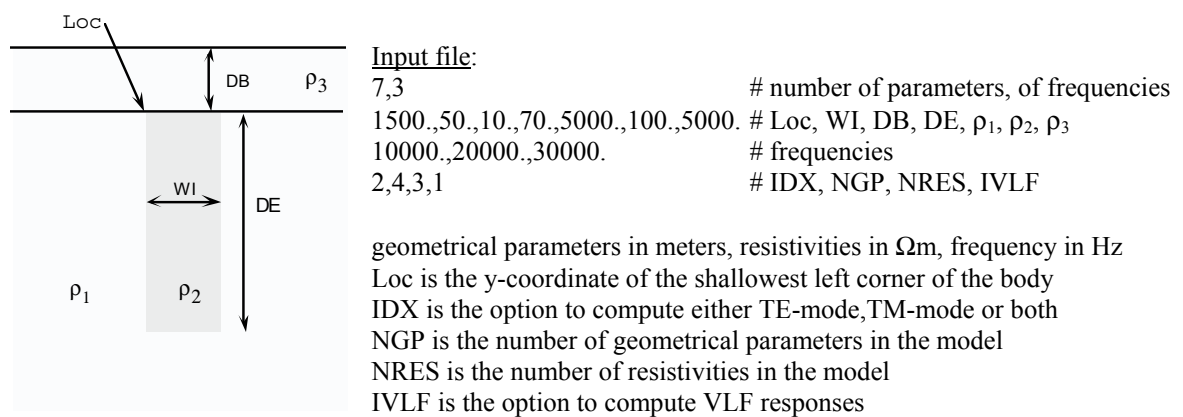 Loc
DB
ρ3
WI
DE
ρ1
ρ2
Input file:
7,3 # number of parameters, of frequencies
1500.,50.,10.,70.,5000.,100.,5000. # Loc, WI, DB, DE, ρ1, ρ2, ρ3
10000.,20000.,30000. # frequencies
2,4,3,1 # IDX, NGP, NRES, IVLF
geometrical parameters in meters, resistivities in Ωm, frequency in Hz
Loc is the y-coordinate of the shallowest left corner of the body
IDX is the option to compute either TE-mode,TM-mode or both
NGP is the number of geometrical parameters in the model
NRES is the number of resistivities in the model
IVLF is the option to compute VLF responses